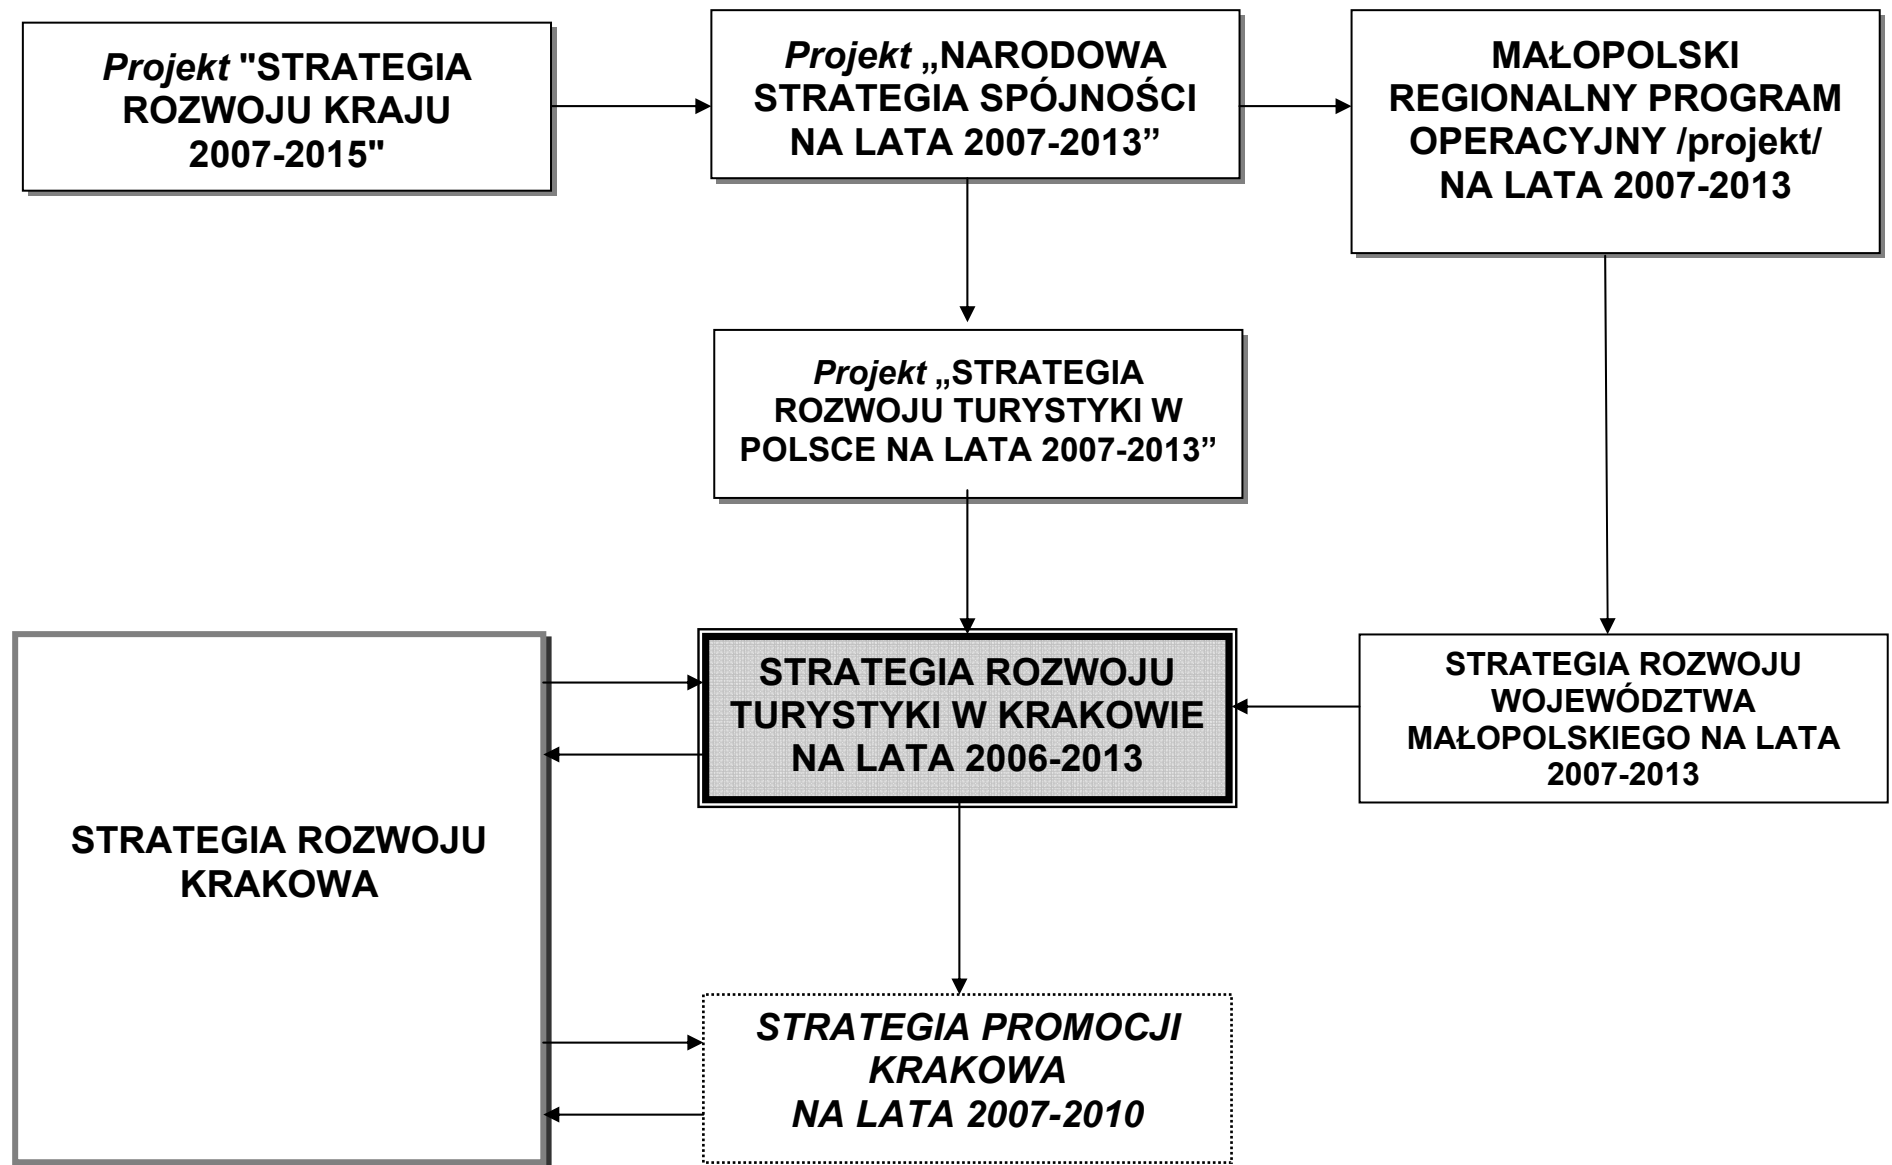 Projekt "STRATEGIA
ROZWOJU KRAJU
2007-2015"
Projekt „NARODOWA
STRATEGIA SPÓJNOŚCI
NA LATA 2007-2013”
MAŁOPOLSKI
REGIONALNY PROGRAM
OPERACYJNY /projekt/
NA LATA 2007-2013
Projekt „STRATEGIA
ROZWOJU TURYSTYKI W
POLSCE NA LATA 2007-2013”
STRATEGIA ROZWOJU
KRAKOWA
STRATEGIA ROZWOJU
TURYSTYKI W KRAKOWIE
NA LATA 2006-2013
STRATEGIA ROZWOJU
WOJEWÓDZTWA
MAŁOPOLSKIEGO NA LATA
2007-2013
STRATEGIA PROMOCJI
KRAKOWA
NA LATA 2007-2010